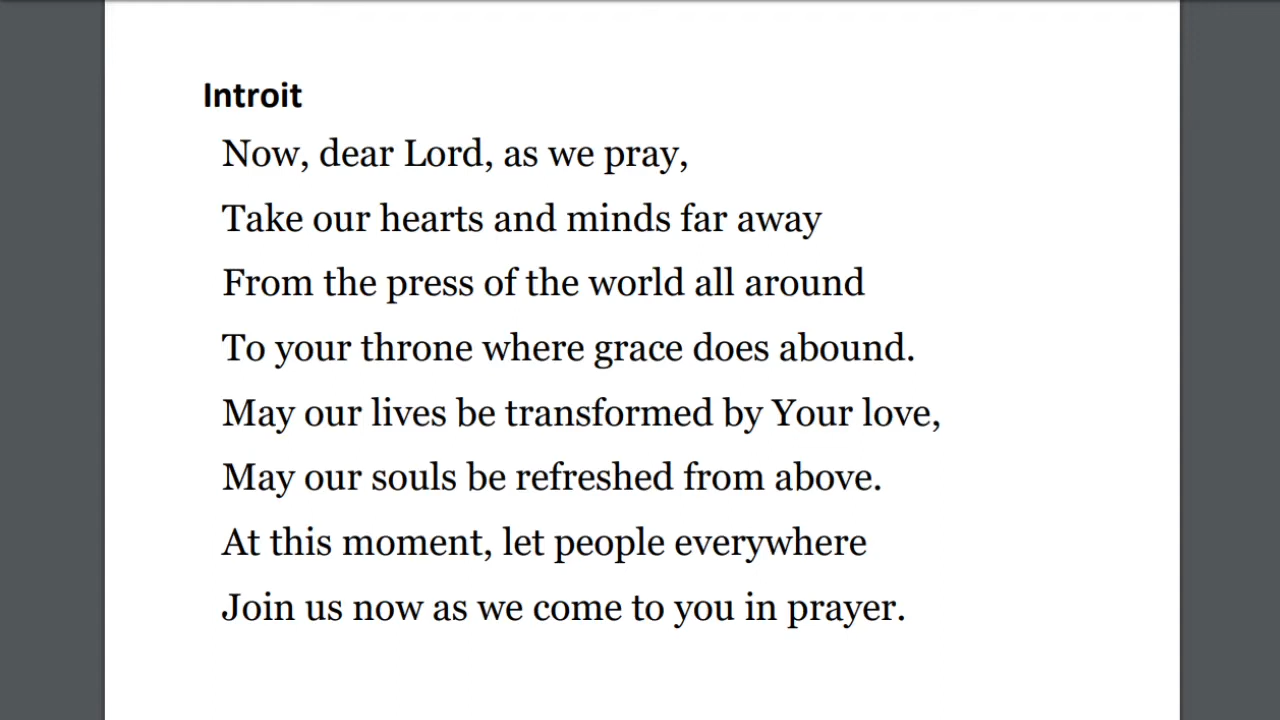 Introit
Now, dear Lord, as we pray,
Take our hearts and minds far away
From the press of the world all around
To your throne where grace does abound.
May our lives be transformed by Your love,
May our souls be refreshed from above.
At this moment, let people everywhere
Join us now as we come to you in prayer.